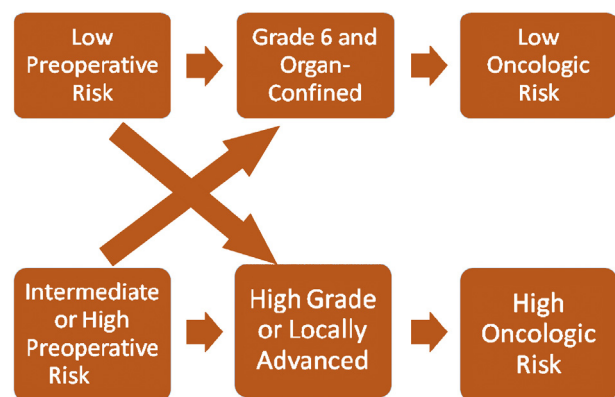 Low
Preoperative
Risk
Grade 6 and
Organ-
Confined
Low
Oncologic
Risk
Intermediate
or High
Preoperative
Risk
High Grade
or Locally
Advanced
High
Oncologic
Risk